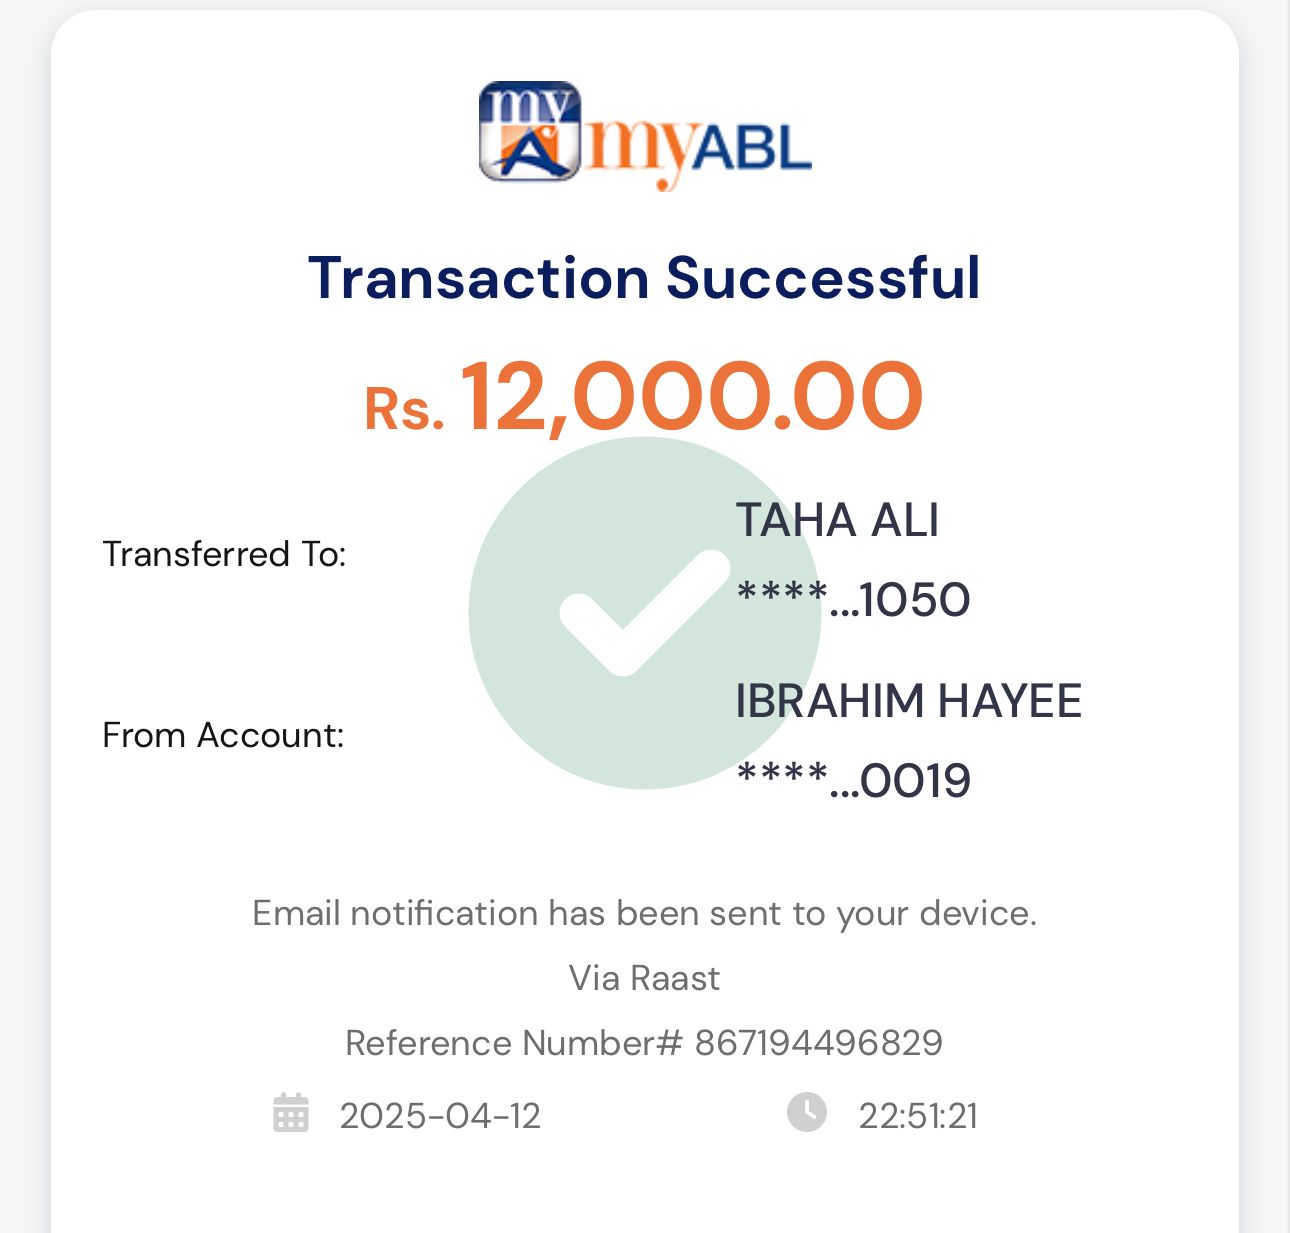 my
A
myABL
Transaction Successful
Rs. 12,000.00
Transferred To:
TAHA ALI
****...1050
From Account:
IBRAHIM HAYEE
****...0019
Email notification has been sent to your device.
Via Raast
Reference Number# 867194496829
2025-04-12
22:51:21